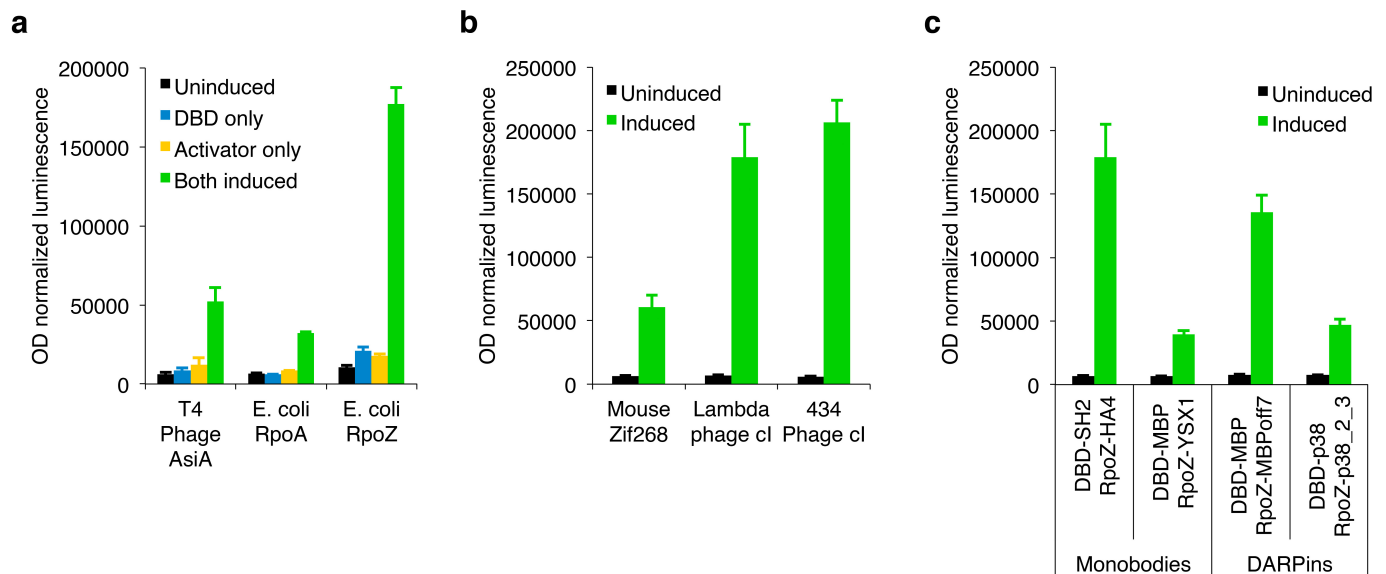 a
OD normalized luminescence
200000
150000
100000
50000
0
Uninduced
DBD only
Activator only
Both induced
T4
Phage
AsiA
E. coli
RpoA
E. coli
RpoZ
b
OD normalized luminescence
250000
200000
150000
100000
50000
0
Uninduced
Induced
Mouse
Zif268
Lambda
phage cI
434
Phage cI
c
OD normalized luminescence
250000
200000
150000
100000
50000
0
Uninduced
Induced
DBD-SH2
RpoZ-HA4
DBD-MBP
RpoZ-YSX1
DBD-MBP
RpoZ-MBPoff7
DBD-p38
RpoZ-p38_2_3
Monobodies
DARPins